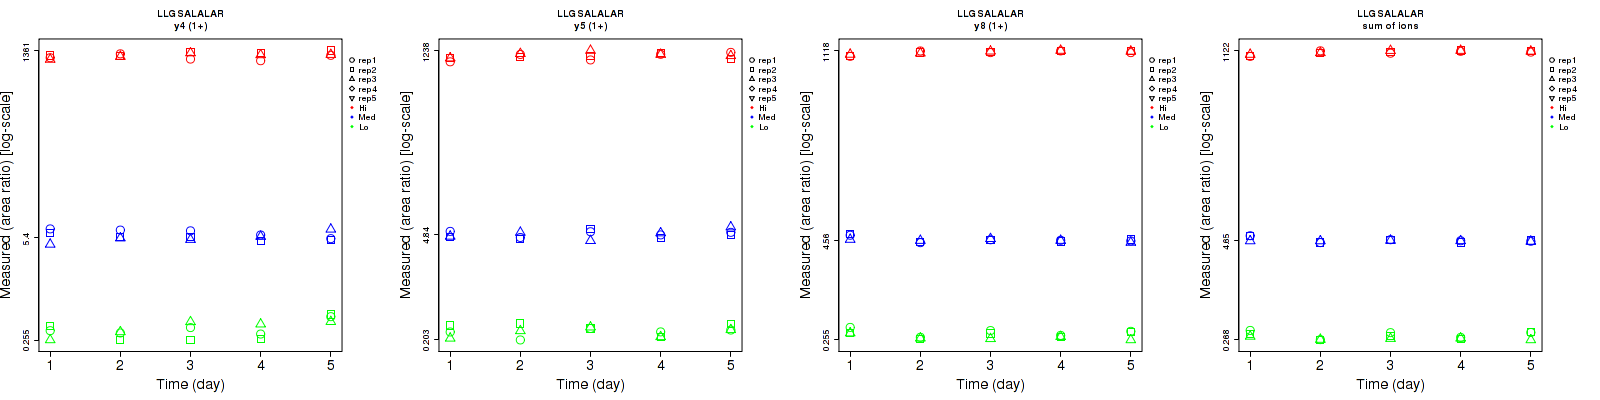 LLGSALALAR
y4 (1+)
1361
5.4
0.255
Measured (area ratio) [log-scale]
1
2
3
4
5
Time (day)
rep1
rep2
rep3
rep4
rep5
Hi
Med
Lo
LLGSALALAR
y5 (1+)
1238
4.84
0.203
Measured (area ratio) [log-scale]
1
2
3
4
5
Time (day)
rep1
rep2
rep3
rep4
rep5
Hi
Med
Lo
LLGSALALAR
y8 (1+)
1118
4.56
0.255
Measured (area ratio) [log-scale]
1
2
3
4
5
Time (day)
rep1
rep2
rep3
rep4
rep5
Hi
Med
Lo
LLGSALALAR
sum of ions
1122
4.65
0.268
Measured (area ratio) [log-scale]
1
2
3
4
5
Time (day)
rep1
rep2
rep3
rep4
rep5
Hi
Med
Lo